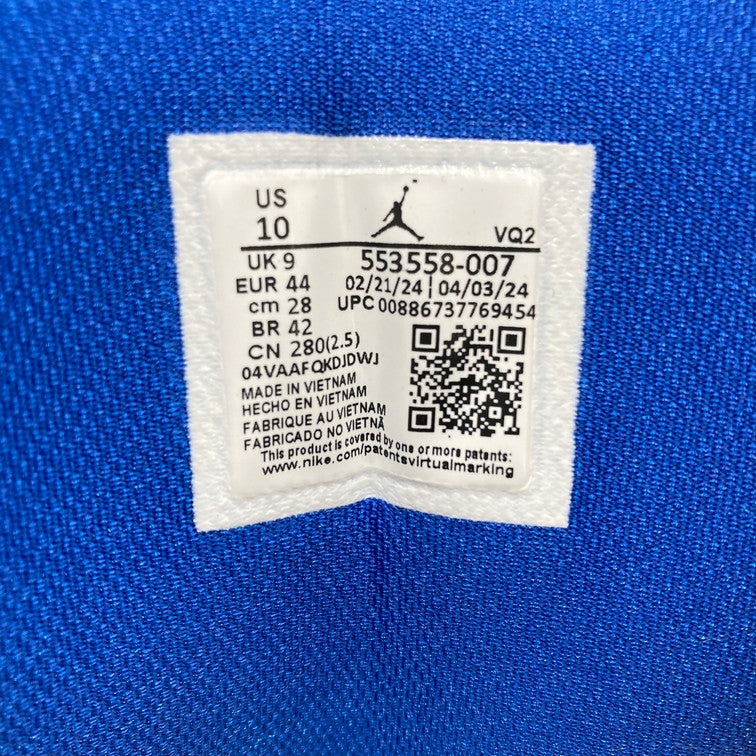 US
10
VQ2
UK 9
553558-007
EUR 44
02/21/24 | 04/03/24
cm 28
UPC 00886737769454
BR 42
CN 280(2.5)
04VAAFQKDJDWJ
MADE IN VIETNAM
HECHO EN VIETNAM
FABRIQUE AU VIETNAM
FABRICADO NO VIETNÃ
This product is covered by one or more patents:
www.nike.com/patentsvirtualmarking